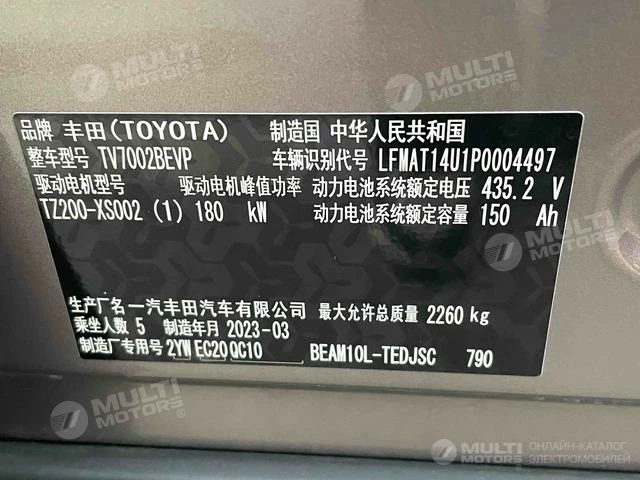 品牌 丰田(TOYOTA) 制造国 中华人民共和国
整车型号 TV7002BEVP 车辆识别代号 LFMAT14U1P0004497
驱动电机型号 驱动电机峰值功率 动力电池系统额定电压 435.2 V
TZ200-XS002 (1) 180 kW 动力电池系统额定容量 150 Ah
生产厂名 一汽丰田汽车有限公司 最大允许总质量 2260 kg
乘坐人数 5 制造年月 2023-03
制造厂专用号 2YW EC20 QC10 BEAM10L-TEDJSC 790
MULTI MOTORS
MULTI MOTORS
MULTI MOTORS
MULTI MOTORS
MULTI MOTORS
MULTI MOTORS ОНЛАЙН-КАТАЛОГ ЭЛЕКТРОМОБИЛЕЙ